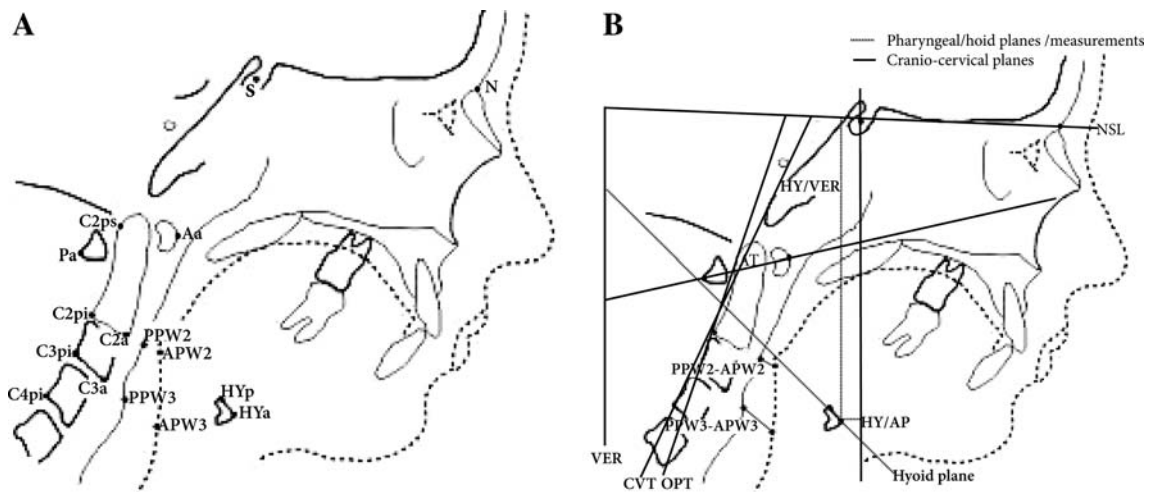 A
S
N
C2ps
Aa
Pa
C2pi
C2a
PPW2
C3pi
APW2
C3a
C4pi
PPW3
HYp
HYa
APW3
B
Pharyngeal/hoid planes /measurements
Cranio-cervical planes
NSL
HY/VER
AT
PPW2-APW2
PPW3-APW3
HY/AP
VER
Hyoid plane
CVT OPT